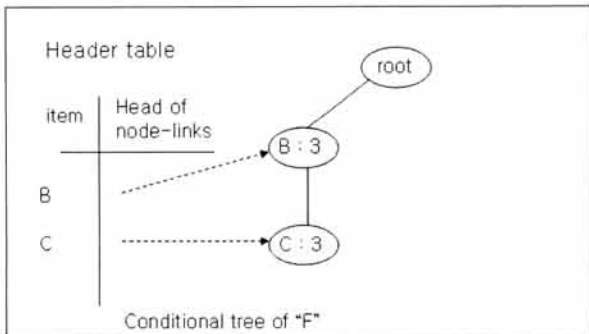 Header table
root
item
Head of
node-links
B : 3
B
C
C : 3
Conditional tree of "F"